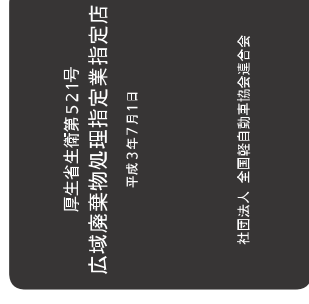 厚生省生衛第521号
広域廃棄物処理指定業指定店
平成3年7月1日
社団法人 全国軽自動車協会連合会